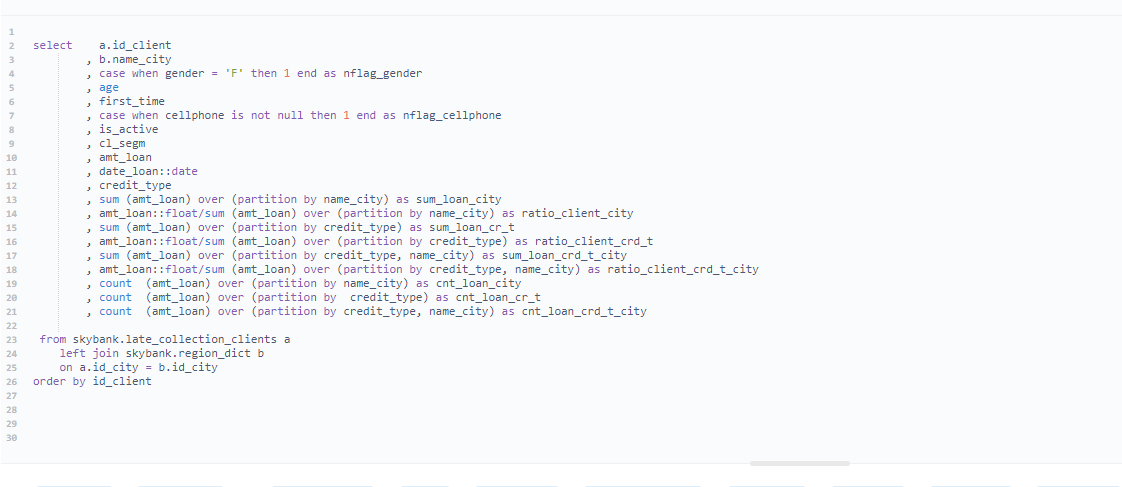 1
2 select a.id_client
3 , b.name_city
4 , case when gender = 'F' then 1 end as nflag_gender
5 , age
6 , first_time
7 , case when cellphone is not null then 1 end as nflag_cellphone
8 , is_active
9 , cl_segm
10 , amt_loan
11 , date_loan::date
12 , credit_type
13 , sum (amt_loan) over (partition by name_city) as sum_loan_city
14 , amt_loan::float/sum (amt_loan) over (partition by name_city) as ratio_client_city
15 , sum (amt_loan) over (partition by credit_type) as sum_loan_cr_t
16 , amt_loan::float/sum (amt_loan) over (partition by credit_type) as ratio_client_crd_t
17 , sum (amt_loan) over (partition by credit_type, name_city) as sum_loan_crd_t_city
18 , amt_loan::float/sum (amt_loan) over (partition by credit_type, name_city) as ratio_client_crd_t_city
19 , count  (amt_loan) over (partition by name_city) as cnt_loan_city
20 , count  (amt_loan) over (partition by  credit_type) as cnt_loan_cr_t
21 , count  (amt_loan) over (partition by credit_type, name_city) as cnt_loan_crd_t_city
22
23 from skybank.late_collection_clients a
24 left join skybank.region_dict b
25 on a.id_city = b.id_city
26 order by id_client
27
28
29
30